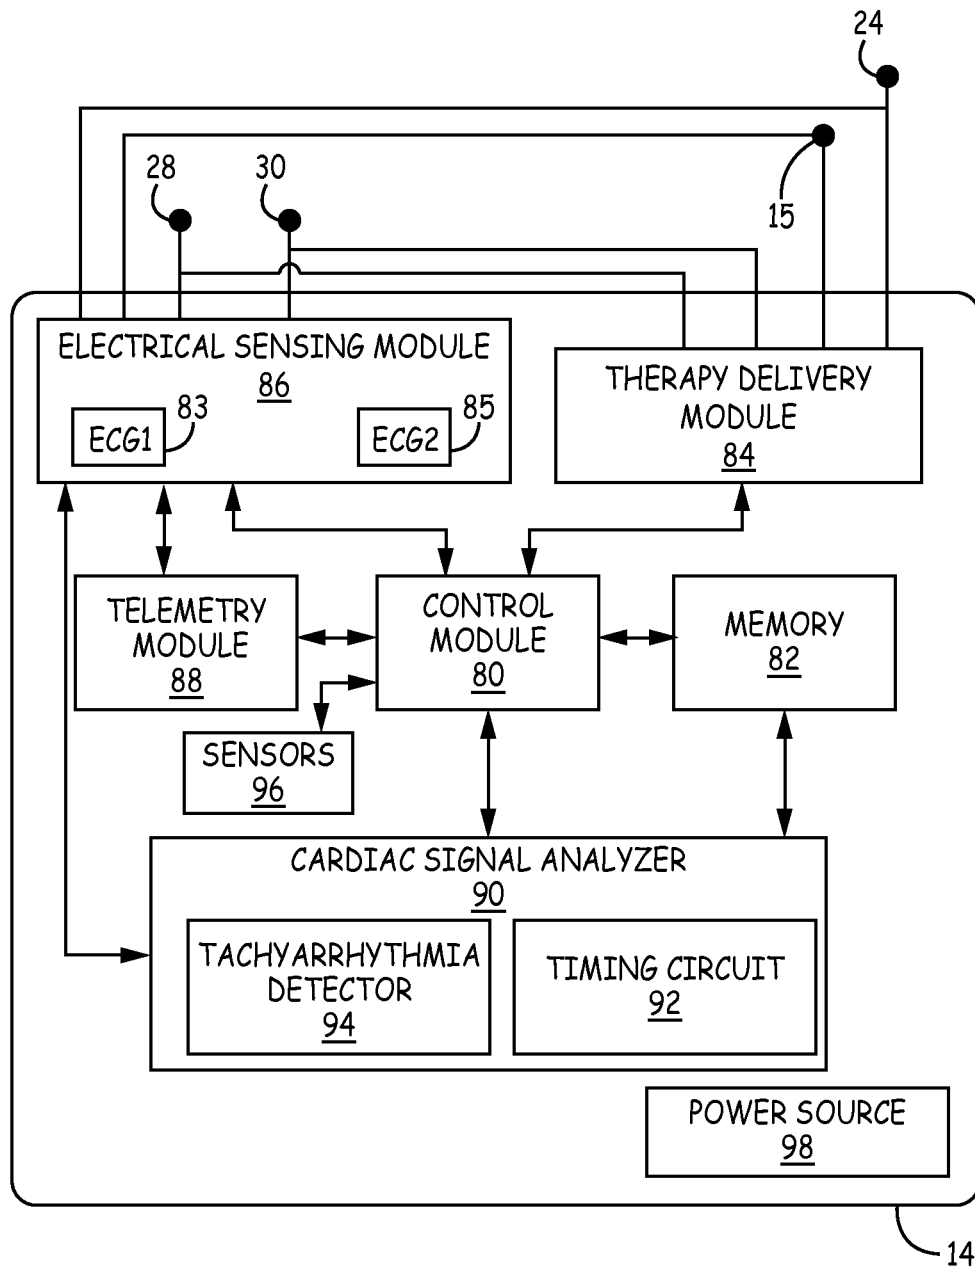 24
15
28
30
ELECTRICAL SENSING MODULE
86
ECG1
83
ECG2
85
THERAPY DELIVERY
MODULE
84
TELEMETRY
MODULE
88
CONTROL
MODULE
80
MEMORY
82
SENSORS
96
CARDIAC SIGNAL ANALYZER
90
TACHYARRHYTHMIA
DETECTOR
94
TIMING CIRCUIT
92
POWER SOURCE
98
14